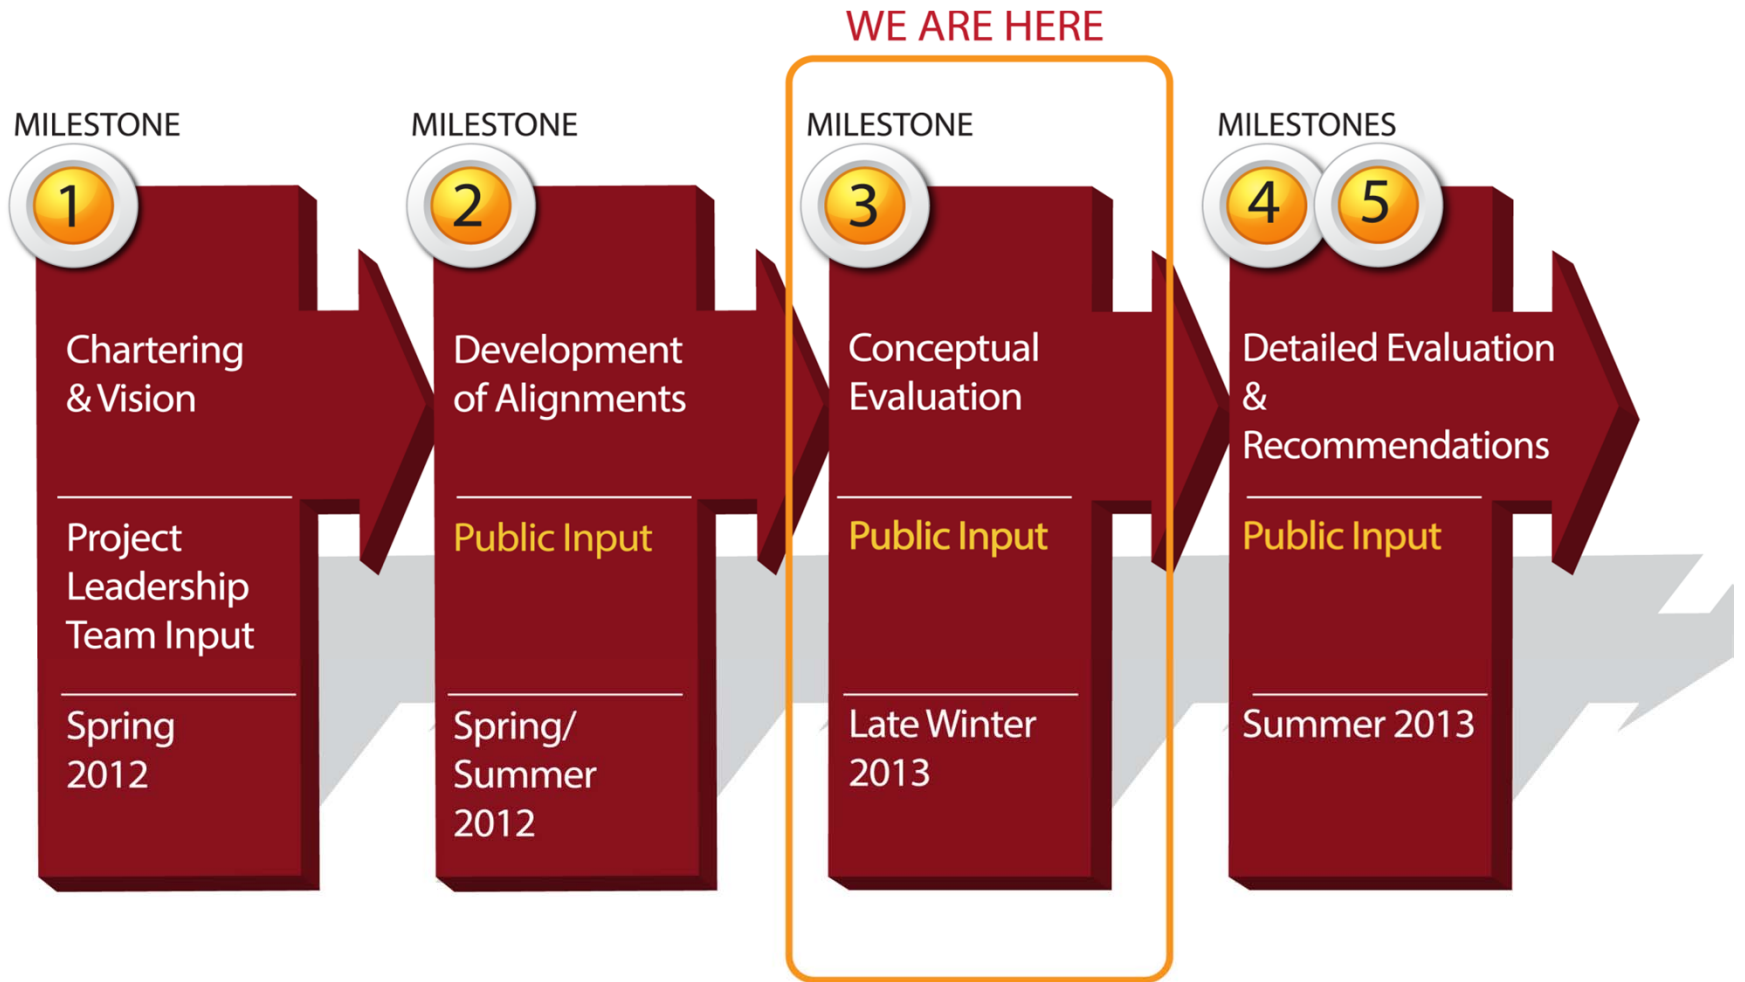 WE ARE HERE
MILESTONE
1
Chartering
& Vision
Project
Leadership
Team Input
Spring
2012
MILESTONE
2
Development
of Alignments
Public Input
Spring/
Summer
2012
MILESTONE
3
Conceptual
Evaluation
Public Input
Late Winter
2013
MILESTONES
4 5
Detailed Evaluation
&
Recommendations
Public Input
Summer 2013